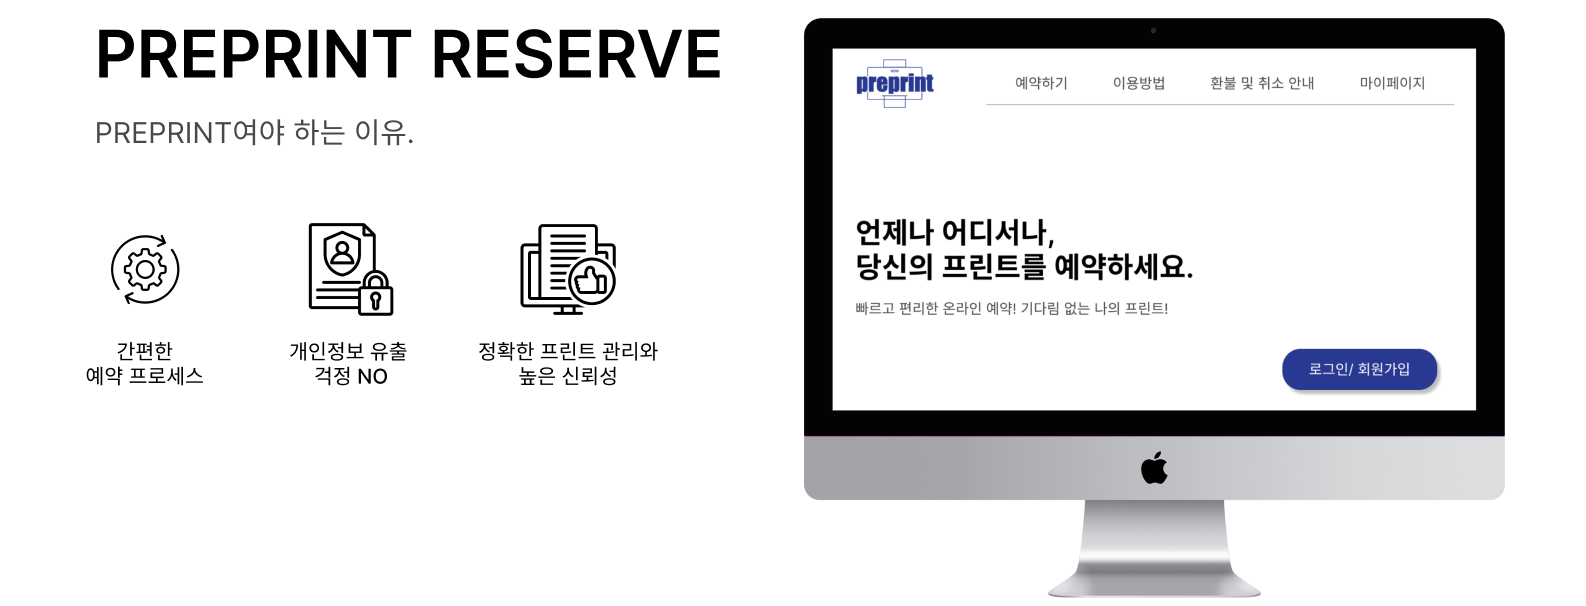 PREPRINT RESERVE
PREPRINT여야 하는 이유.
간편한
예약 프로세스
개인정보 유출
걱정 NO
정확한 프린트 관리와
높은 신뢰성
preprint
예약하기 이용방법 환불 및 취소 안내 마이페이지
언제나 어디서나,
당신의 프린트를 예약하세요.
빠르고 편리한 온라인 예약! 기다림 없는 나의 프린트!
로그인/ 회원가입